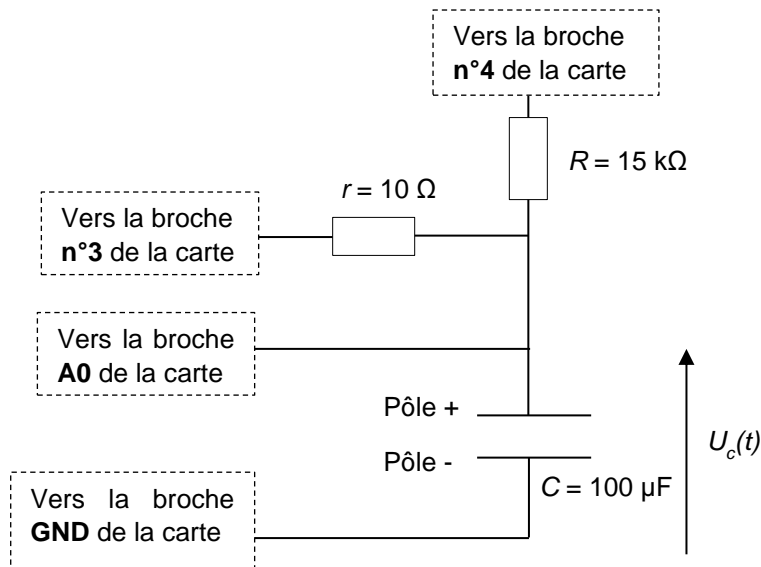 Vers la broche
n°4 de la carte
R = 15 kΩ
r = 10 Ω
Vers la broche
n°3 de la carte
Vers la broche
A0 de la carte
Pôle +
Pôle -
Uc(t)
C = 100 µF
Vers la broche
GND de la carte